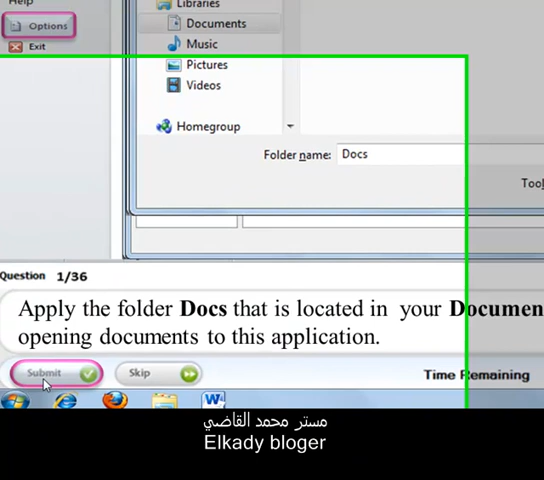 Help
Options
Exit
Libraries
Documents
Music
Pictures
Videos
Homegroup
Folder name: Docs
Question 1/36
Apply the folder Docs that is located in your
opening documents to this application.
Submit
Skip
Time Remaining
مستر محمد القاضي
Elkady bloger